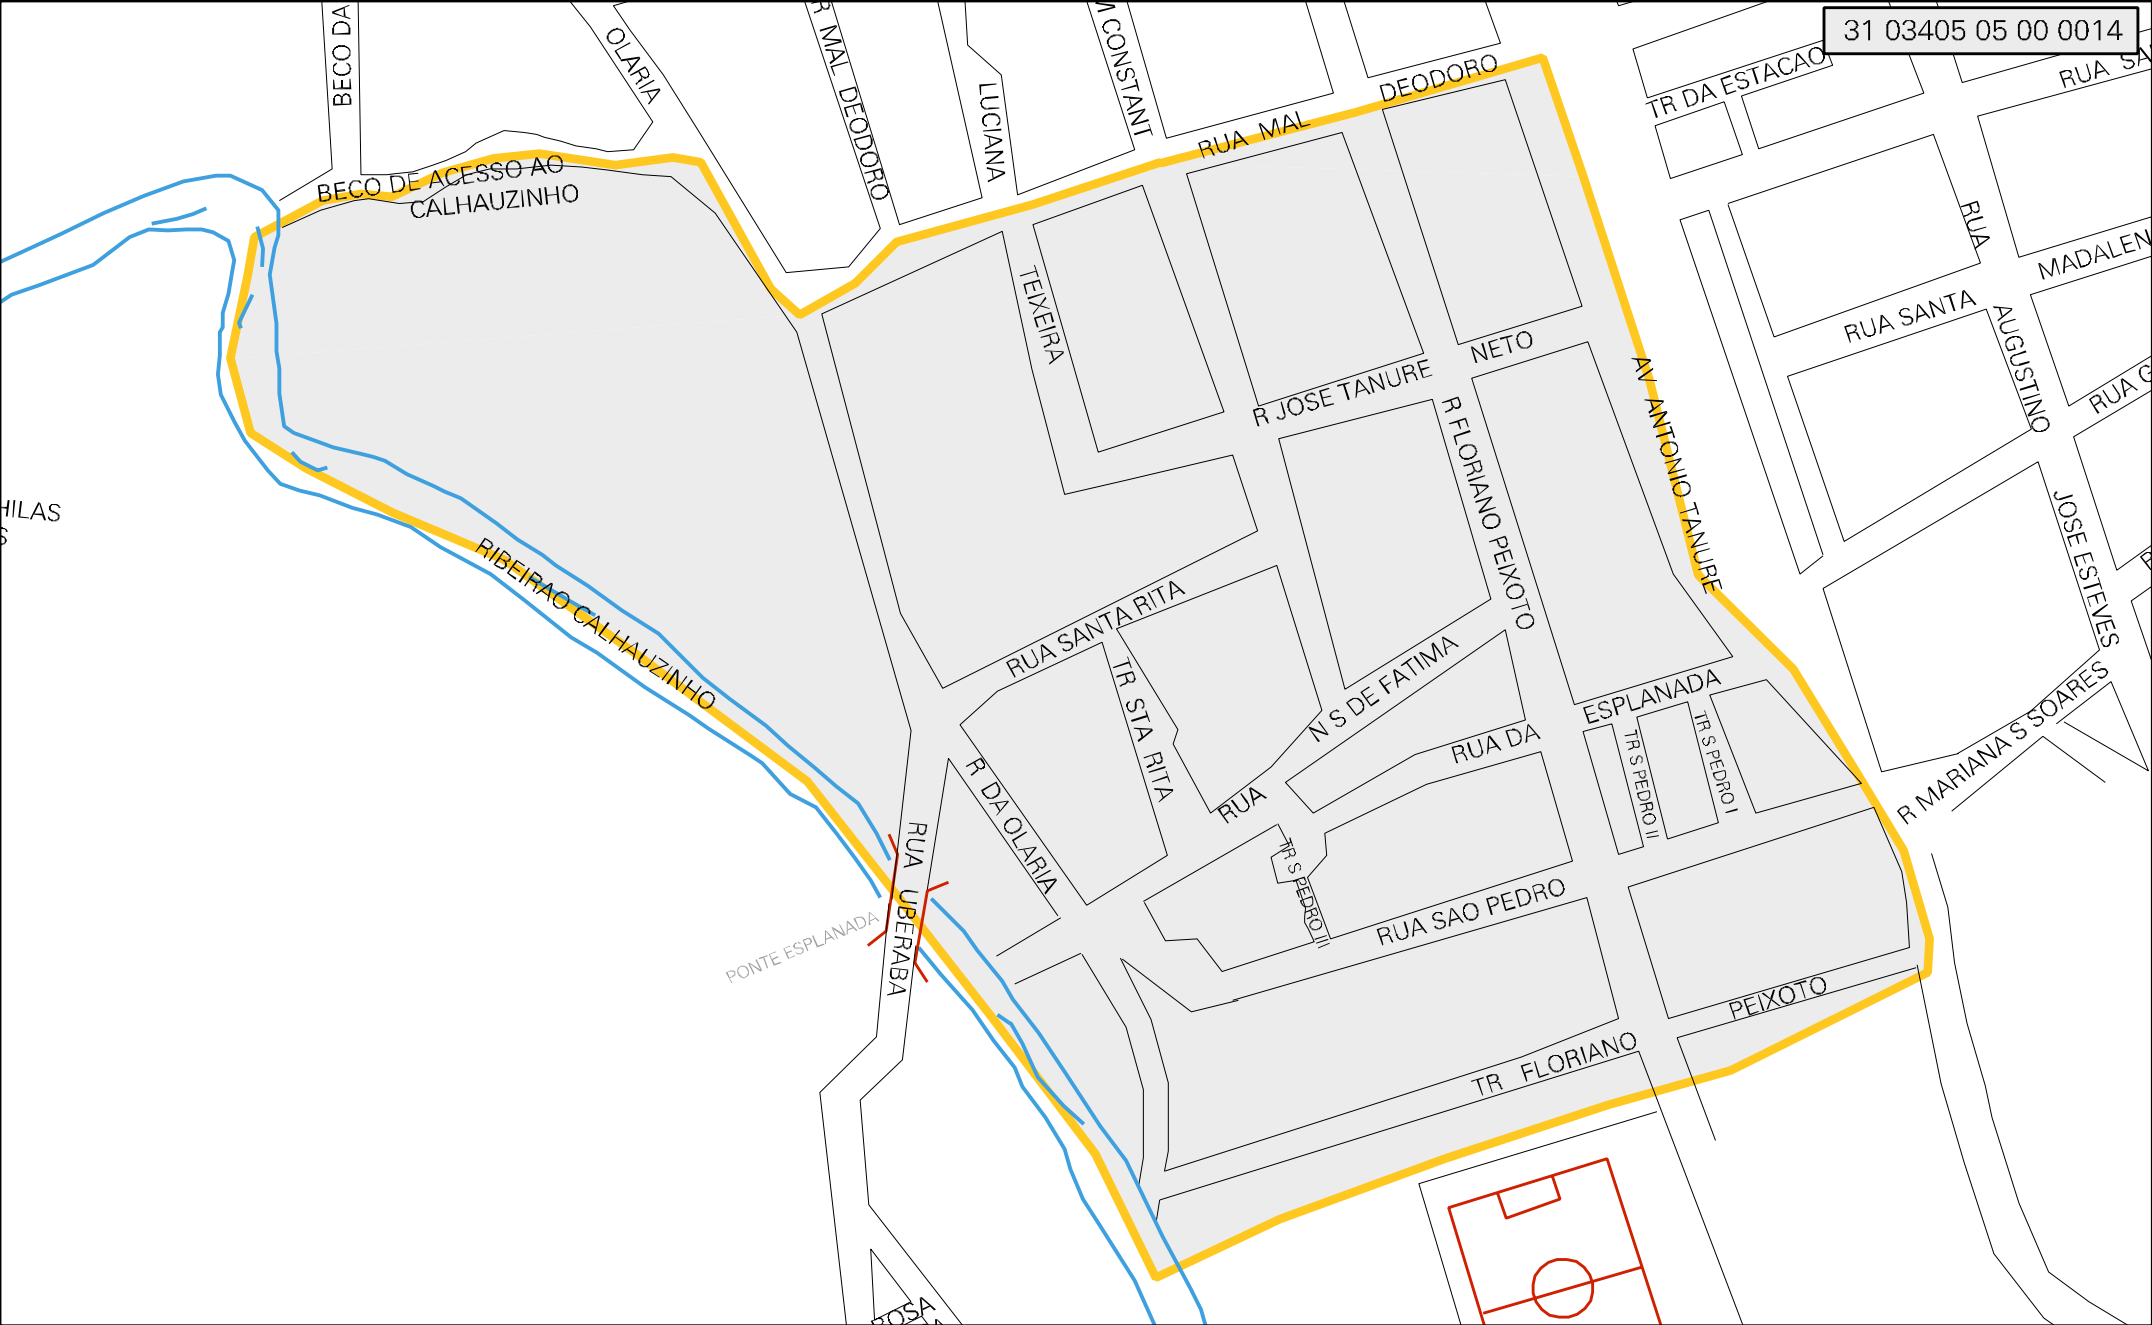 31 03405 05 00 0014
BECO DA
OLARIA
R MAL DEODORO
LUCIANA
CONSTANT
RUA MAL DEODORO
TR DA ESTACAO
RUA SA
BECO DE ACESSO AO
CALHAUZINHO
TEIXEIRA
RUA
AUGUSTINO
MADALEN
RUA SANTA
R JOSE TANURE NETO
AV ANTONIO TANURE
RUA G
R FLORIANO PEIXOTO
HILAS
S
JOSE ESTEVES
RIBEIRAO CALHAUZINHO
RUA SANTA RITA
TR STA RITA
RUA N S DE FATIMA
RUA DA ESPLANADA
TR S PEDRO II
TR S PEDRO I
R MARIANA S SOARES
R DA OLARIA
RUA UBERABA
PONTE ESPLANADA
TR S PEDRO III
RUA SAO PEDRO
TR FLORIANO PEIXOTO
ROSA